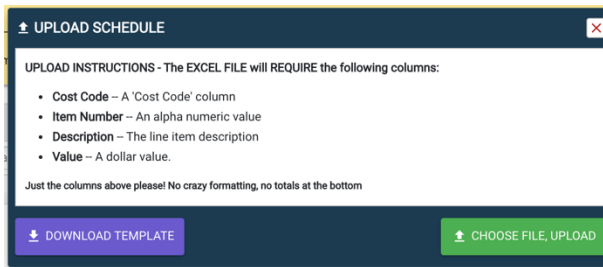 UPLOAD SCHEDULE
UPLOAD INSTRUCTIONS - The EXCEL FILE will REQUIRE the following columns:
• Cost Code -- A 'Cost Code' column
• Item Number -- An alpha numeric value
• Description -- The line item description
• Value -- A dollar value.
Just the columns above please! No crazy formatting, no totals at the bottom
DOWNLOAD TEMPLATE
CHOOSE FILE, UPLOAD